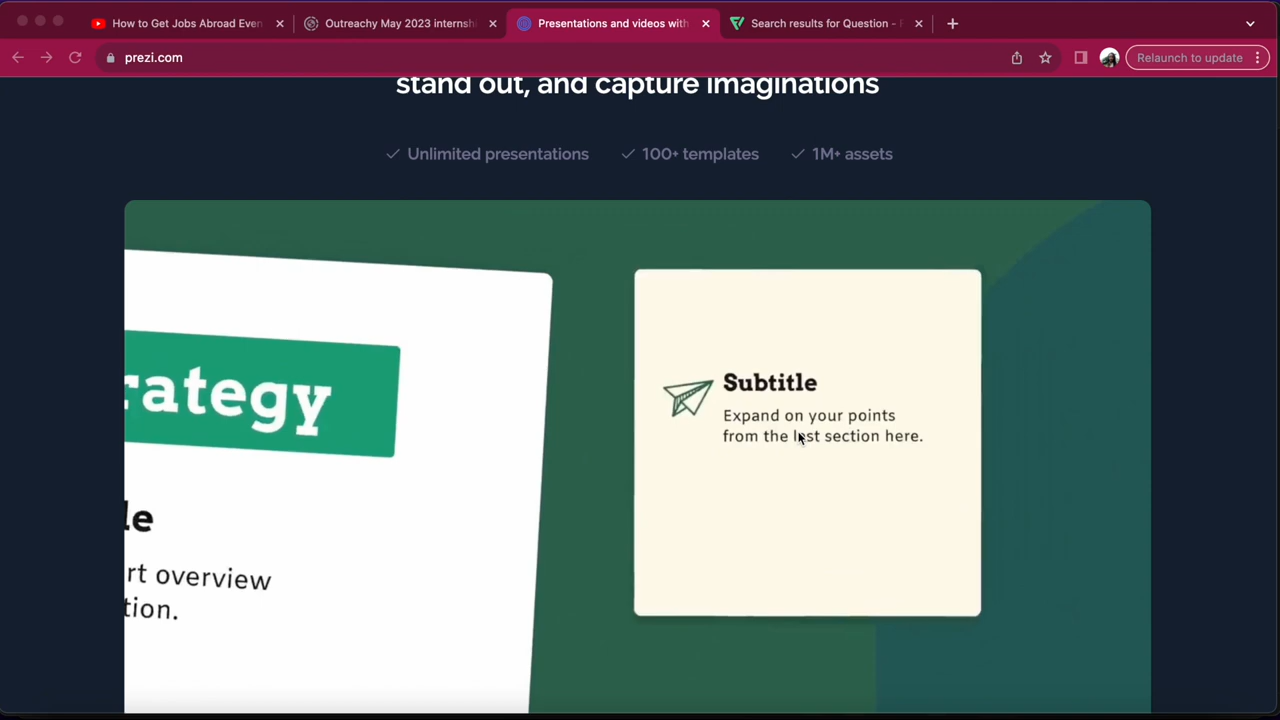 How to Get Jobs Abroad Even
Outreachy May 2023 internshi
Presentations and videos with
Search results for Question -
prezi.com
Relaunch to update
stand out, and capture imaginations
Unlimited presentations
100+ templates
1M+ assets
rategy
le
rt overview
tion.
Subtitle
Expand on your points
from the last section here.